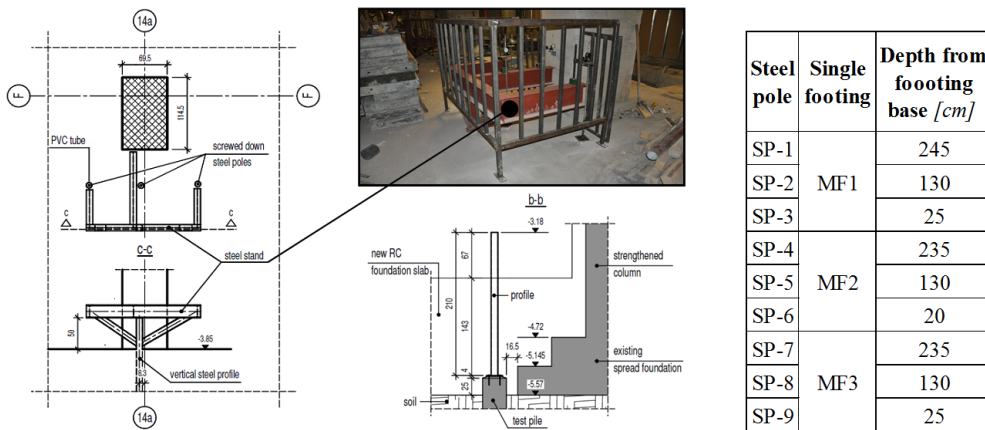 14a
69.5
F
F
114.5
PVC tube
screwed down
steel poles
C
C
C-C
steel stand
50
-3.85
8.3
vertical steel profile
14a
b-b
-3.18
new RC
foundation slab
67
strengthened
column
210
profile
143
-4.72
16.5
-5.145
existing
spread foundation
4
25
-5.57
soil
test pile
Steel pole Single footing Depth from foooting base [cm]
SP-1 245
SP-2 MF1 130
SP-3 25
SP-4 235
SP-5 MF2 130
SP-6 20
SP-7 235
SP-8 MF3 130
SP-9 25